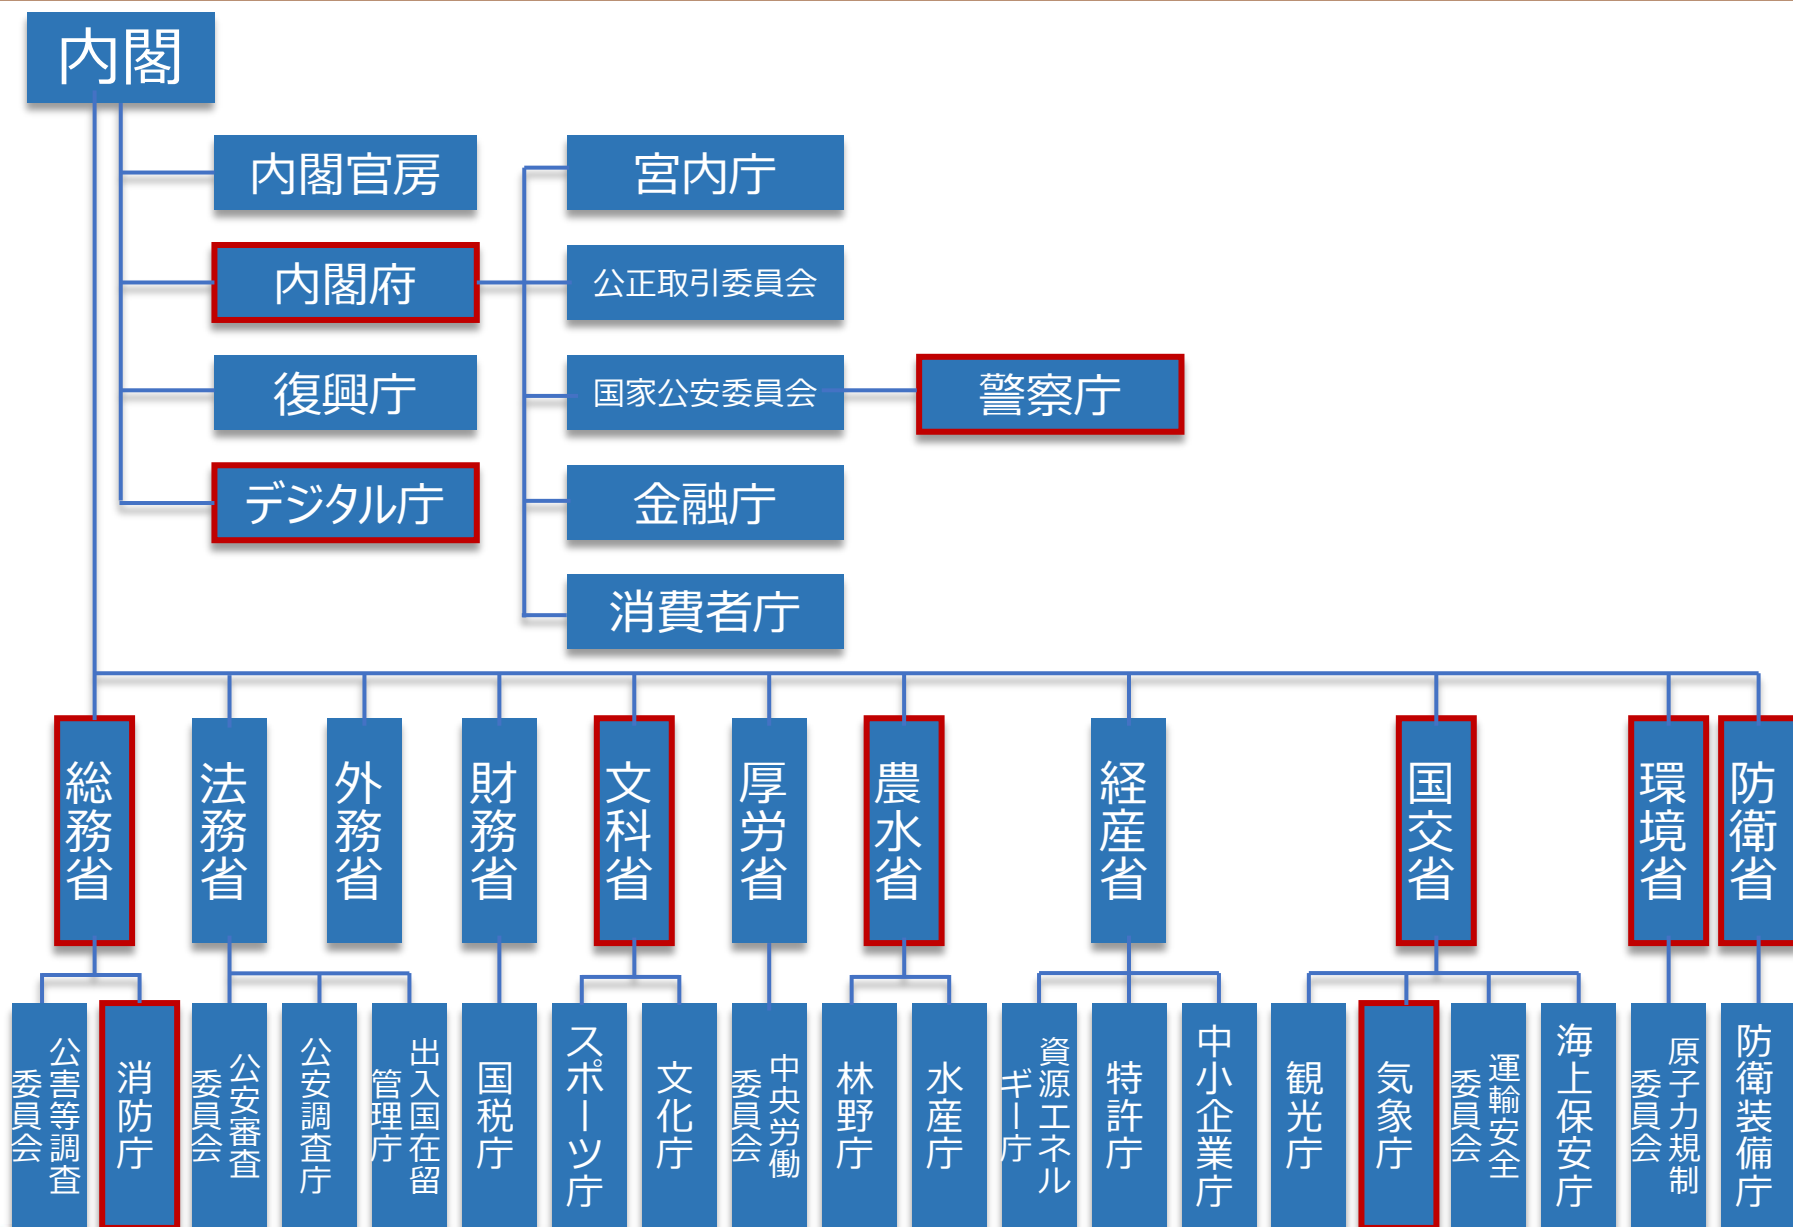 内閣
内閣官房
宮内庁
内閣府
公正取引委員会
復興庁
国家公安委員会
警察庁
デジタル庁
金融庁
消費者庁
総務省
法務省
外務省
財務省
文科省
厚労省
農水省
経産省
国交省
環境省
防衛省
公害等調査
委員会
消防庁
公安審査
委員会
公安調査庁
出入国在留
管理庁
国税庁
スポーツ庁
文化庁
中央労働
委員会
林野庁
水産庁
資源エネル
ギー庁
特許庁
中小企業庁
観光庁
気象庁
運輸安全
委員会
海上保安庁
原子力規制
委員会
防衛装備庁